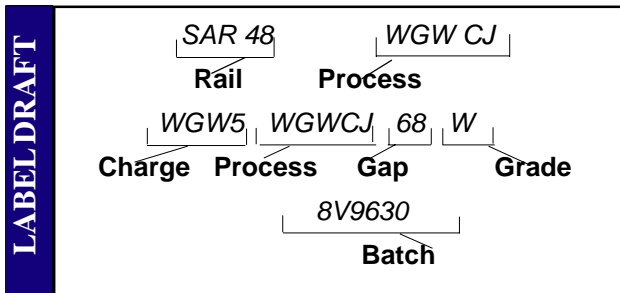 LABEL DRAFT
SAR 48 WGW CJ
Rail Process
WGW5 WGWCJ 68 W
Charge Process Gap Grade
8V9630
Batch